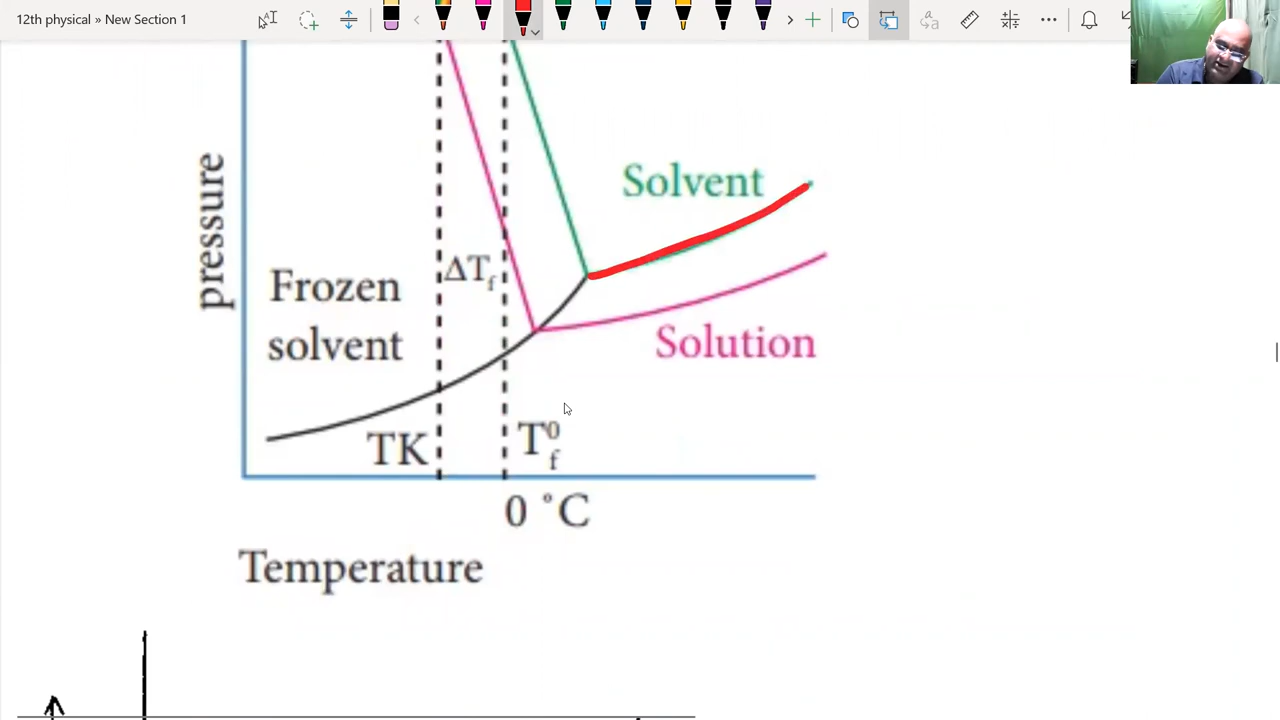 12th physical » New Section 1
pressure
Solvent
ΔTf
Frozen
solvent
Solution
TK
T0f
0 °C
Temperature